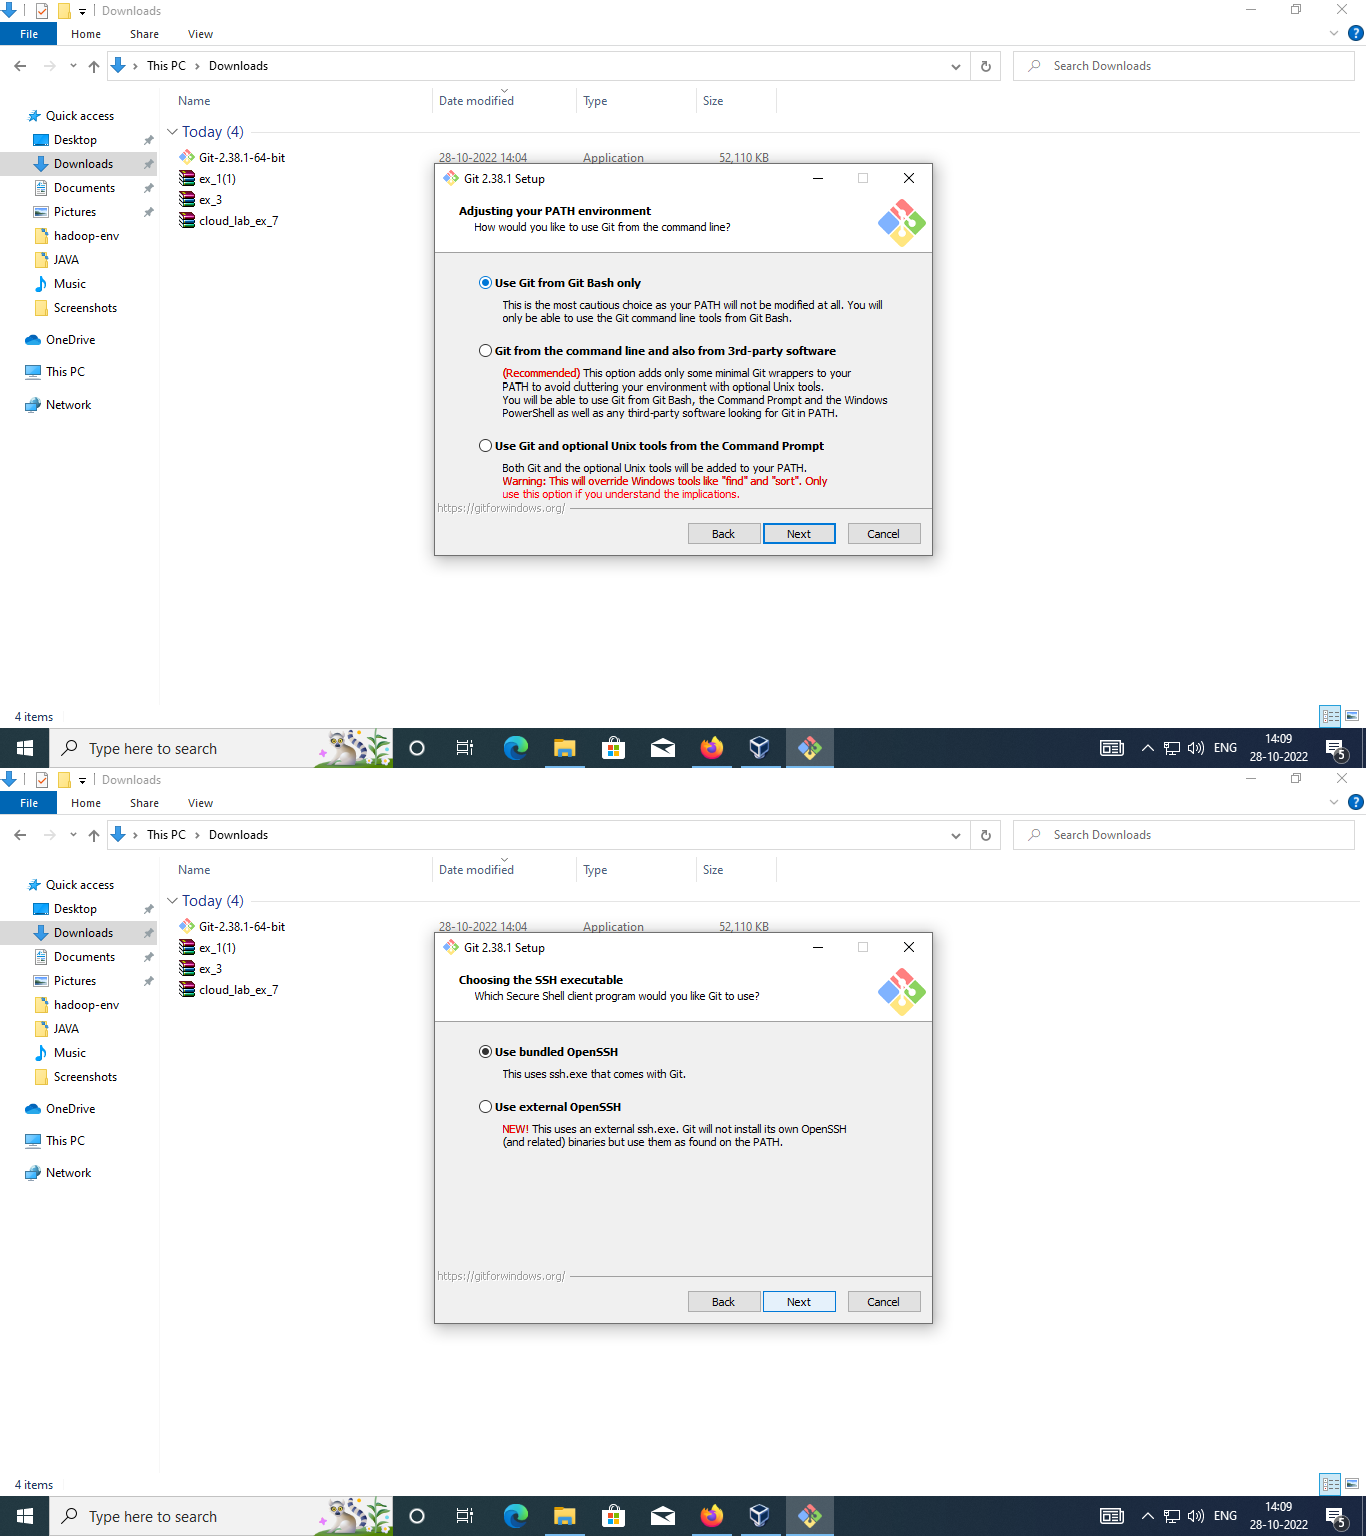 Downloads
File Home Share View
This PC Downloads
Search Downloads
Name Date modified Type Size
Quick access
Desktop
Downloads
Documents
Pictures
hadoop-env
JAVA
Music
Screenshots
OneDrive
This PC
Network
Today (4)
Git-2.38.1-64-bit 28-10-2022 14:04 Application 52,110 KB
ex_1(1)
ex_3
cloud_lab_ex_7
Git 2.38.1 Setup
Adjusting your PATH environment
How would you like to use Git from the command line?
Use Git from Git Bash only
This is the most cautious choice as your PATH will not be modified at all. You will
only be able to use the Git command line tools from Git Bash.
Git from the command line and also from 3rd-party software
(Recommended) This option adds only some minimal Git wrappers to your
PATH to avoid cluttering your environment with optional Unix tools.
You will be able to use Git from Git Bash, the Command Prompt and the Windows
PowerShell as well as any third-party software looking for Git in PATH.
Use Git and optional Unix tools from the Command Prompt
Both Git and the optional Unix tools will be added to your PATH.
Warning: This will override Windows tools like "find" and "sort". Only
use this option if you understand the implications.
https://gitforwindows.org/
Back Next Cancel
4 items
Type here to search
ENG
14:09
28-10-2022
5
Downloads
File Home Share View
This PC Downloads
Search Downloads
Name Date modified Type Size
Quick access
Desktop
Downloads
Documents
Pictures
hadoop-env
JAVA
Music
Screenshots
OneDrive
This PC
Network
Today (4)
Git-2.38.1-64-bit 28-10-2022 14:04 Application 52,110 KB
ex_1(1)
ex_3
cloud_lab_ex_7
Git 2.38.1 Setup
Choosing the SSH executable
Which Secure Shell client program would you like Git to use?
Use bundled OpenSSH
This uses ssh.exe that comes with Git.
Use external OpenSSH
NEW! This uses an external ssh.exe. Git will not install its own OpenSSH
(and related) binaries but use them as found on the PATH.
https://gitforwindows.org/
Back Next Cancel
4 items
Type here to search
ENG
14:09
28-10-2022
5